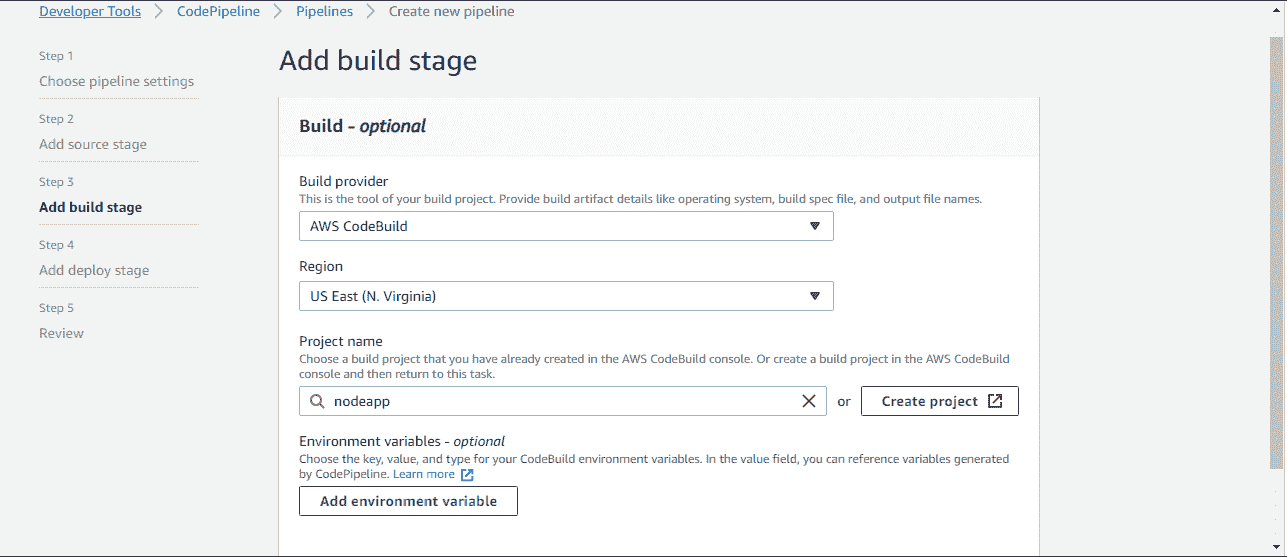 Developer Tools > CodePipeline > Pipelines > Create new pipeline
Step 1
Choose pipeline settings
Step 2
Add source stage
Step 3
Add build stage
Step 4
Add deploy stage
Step 5
Review
Add build stage
Build - optional
Build provider
This is the tool of your build project. Provide build artifact details like operating system, build spec file, and output file names.
AWS CodeBuild
Region
US East (N. Virginia)
Project name
Choose a build project that you have already created in the AWS CodeBuild console. Or create a build project in the AWS CodeBuild
console and then return to this task.
nodeapp or Create project
Environment variables - optional
Choose the key, value, and type for your CodeBuild environment variables. In the value field, you can reference variables generated
by CodePipeline. Learn more
Add environment variable